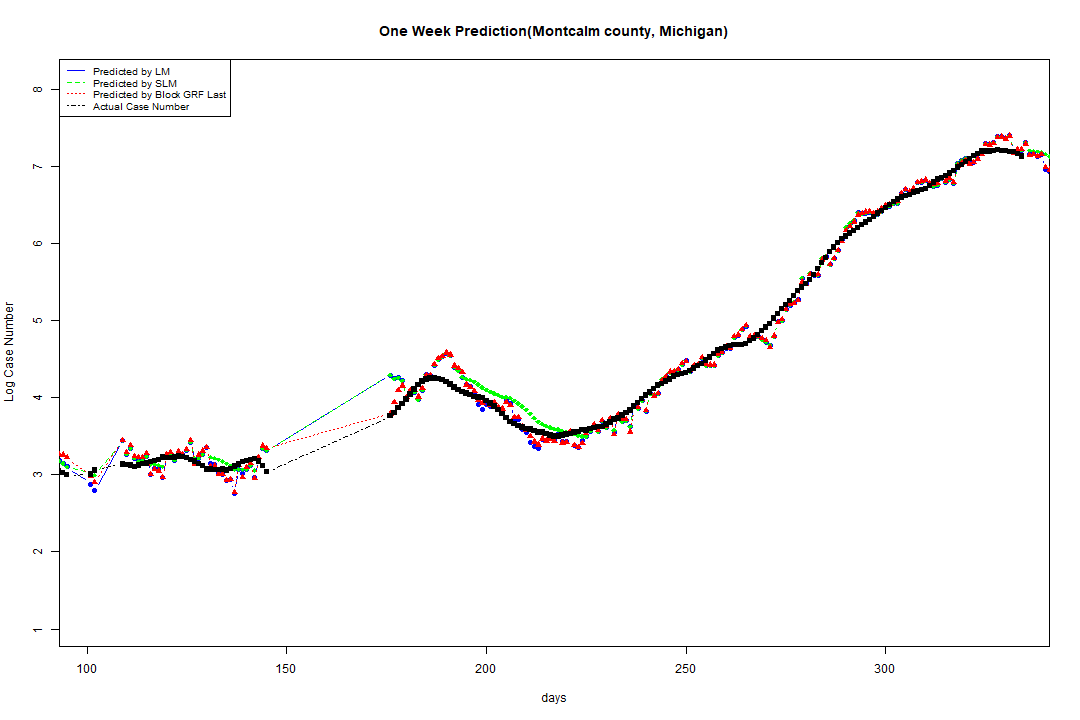 One Week Prediction(Montcalm county, Michigan)
Predicted by LM
Predicted by SLM
Predicted by Block GRF Last
Actual Case Number
8
7
6
5
4
3
2
1
Log Case Number
100 150 200 250 300
days